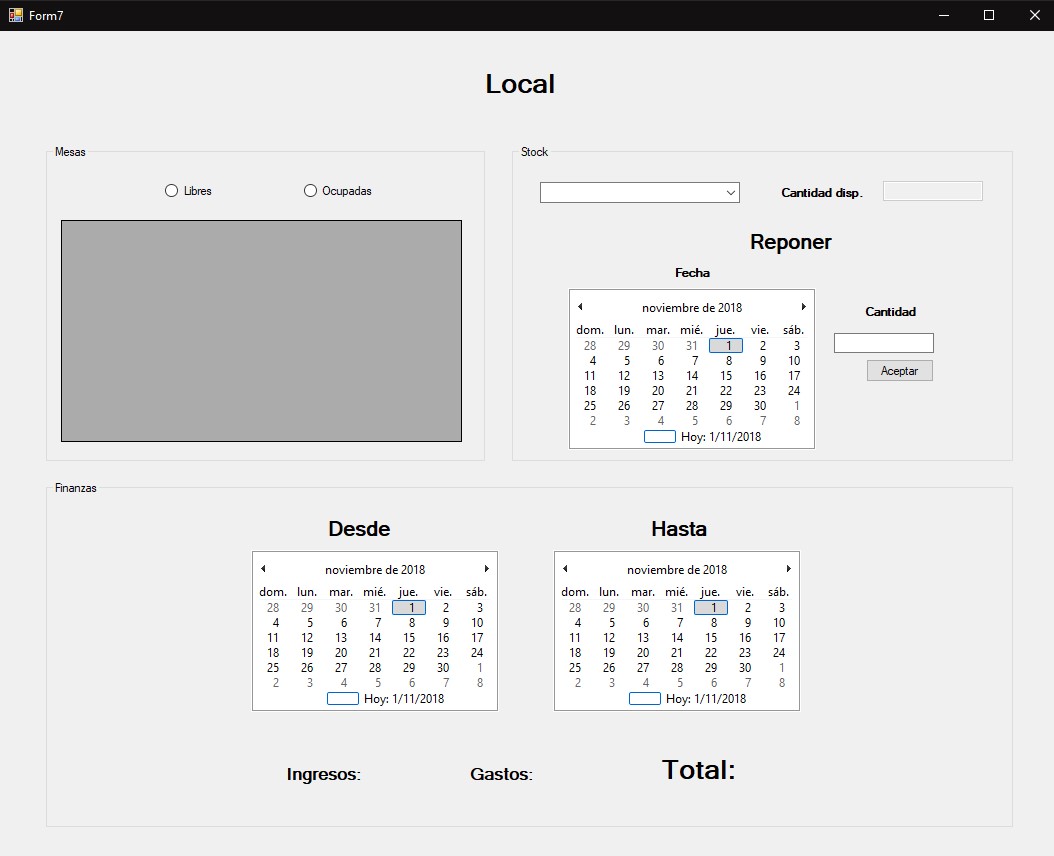 Form7
Local
Mesas
Libres Ocupadas
Stock
Cantidad disp.
Reponer
Fecha
noviembre de 2018
dom. lun. mar. mié. jue. vie. sáb.
28 29 30 31 1 2 3
4 5 6 7 8 9 10
11 12 13 14 15 16 17
18 19 20 21 22 23 24
25 26 27 28 29 30 1
2 3 4 5 6 7 8
Hoy: 1/11/2018
Cantidad
Aceptar
Finanzas
Desde
noviembre de 2018
dom. lun. mar. mié. jue. vie. sáb.
28 29 30 31 1 2 3
4 5 6 7 8 9 10
11 12 13 14 15 16 17
18 19 20 21 22 23 24
25 26 27 28 29 30 1
2 3 4 5 6 7 8
Hoy: 1/11/2018
Hasta
noviembre de 2018
dom. lun. mar. mié. jue. vie. sáb.
28 29 30 31 1 2 3
4 5 6 7 8 9 10
11 12 13 14 15 16 17
18 19 20 21 22 23 24
25 26 27 28 29 30 1
2 3 4 5 6 7 8
Hoy: 1/11/2018
Ingresos: Gastos: Total: